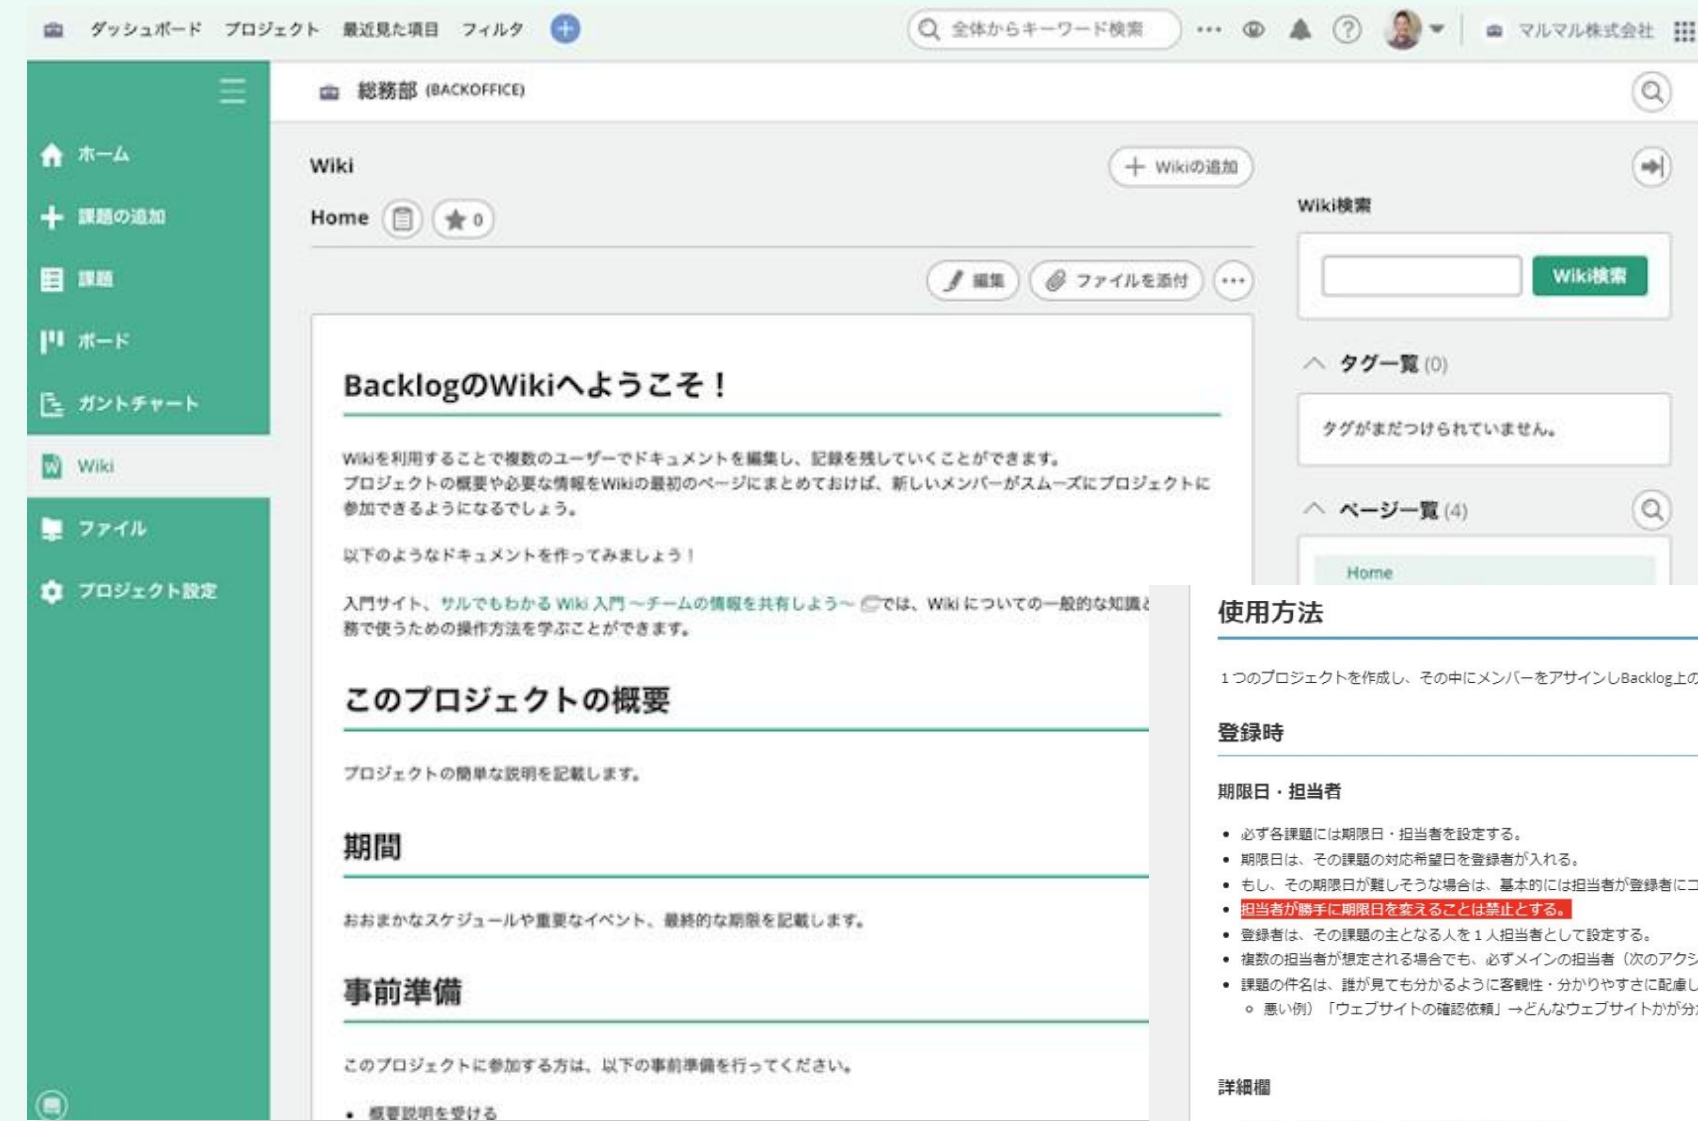 ダッシュボード プロジェクト 最近見た項目 フィルタ
全体からキーワード検索
マルマル株式会社
総務部 (BACKOFFICE)
ホーム
課題の追加
課題
ボード
ガントチャート
Wiki
ファイル
プロジェクト設定
Wiki
+ Wikiの追加
Home
0
編集
ファイルを添付
BacklogのWikiへようこそ!
Wikiを利用することで複数のユーザーでドキュメントを編集し、記録を残していくことができます。
プロジェクトの概要や必要な情報をWikiの最初のページにまとめておけば、新しいメンバーがスムーズにプロジェクトに
参加できるようになるでしょう。
以下のようなドキュメントを作ってみましょう!
入門サイト、サルでもわかる Wiki 入門 〜チームの情報を共有しよう〜 では、Wiki についての一般的な知識と
務で使うための操作方法を学ぶことができます。
このプロジェクトの概要
プロジェクトの簡単な説明を記載します。
期間
おおまかなスケジュールや重要なイベント、最終的な期限を記載します。
事前準備
このプロジェクトに参加する方は、以下の事前準備を行ってください。
• 概要説明を受ける
Wiki検索
Wiki検索
タグ一覧 (0)
タグがまだつけられていません。
ページ一覧 (4)
Home
使用方法
1つのプロジェクトを作成し、その中にメンバーをアサインしBacklog上の
登録時
期限日・担当者
• 必ず各課題には期限日・担当者を設定する。
• 期限日は、その課題の対応希望日を登録者が入れる。
• もし、その期限日が難しそうな場合は、基本的には担当者が登録者にコ
• 担当者が勝手に期限日を変えることは禁止とする。
• 登録者は、その課題の主となる人を1人担当者として設定する。
• 複数の担当者が想定される場合でも、必ずメインの担当者(次のアクシ
• 課題の件名は、誰が見ても分かるように客観性・分かりやすさに配慮し
◦ 悪い例)「ウェブサイトの確認依頼」→どんなウェブサイトかが分
詳細欄